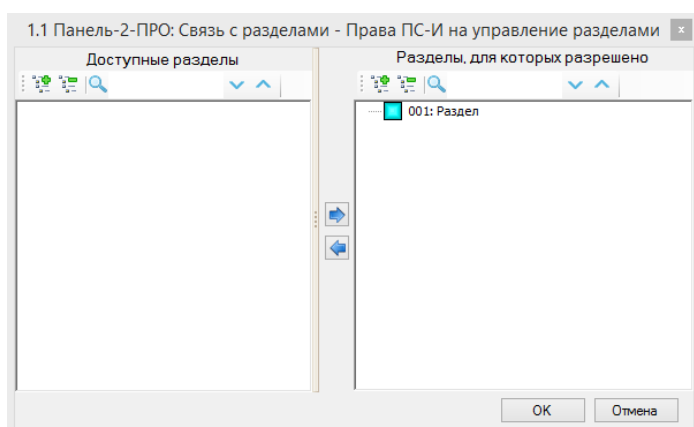 1.1 Панель-2-ПРО: Связь с разделами - Права ПС-И на управление разделами
Доступные разделы
Разделы, для которых разрешено
001: Раздел
OK
Отмена